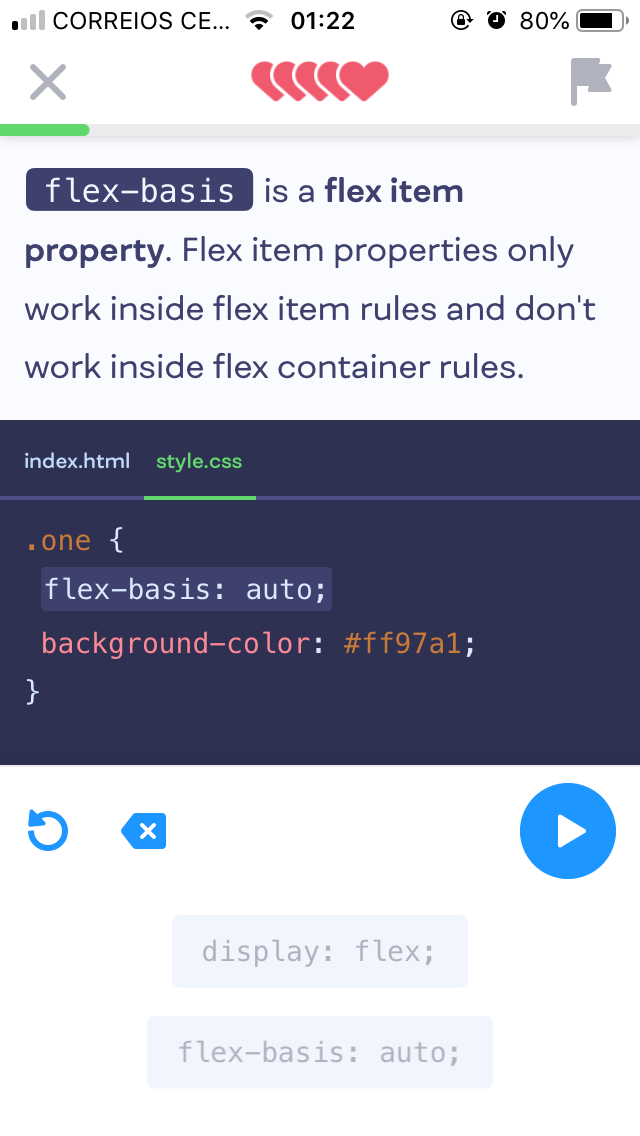 CORREIOS CE... 01:22 80%
flex-basis is a flex item
property. Flex item properties only
work inside flex item rules and don't
work inside flex container rules.
index.html style.css
.one {
flex-basis: auto;
background-color: #ff97a1;
}
display: flex;
flex-basis: auto;